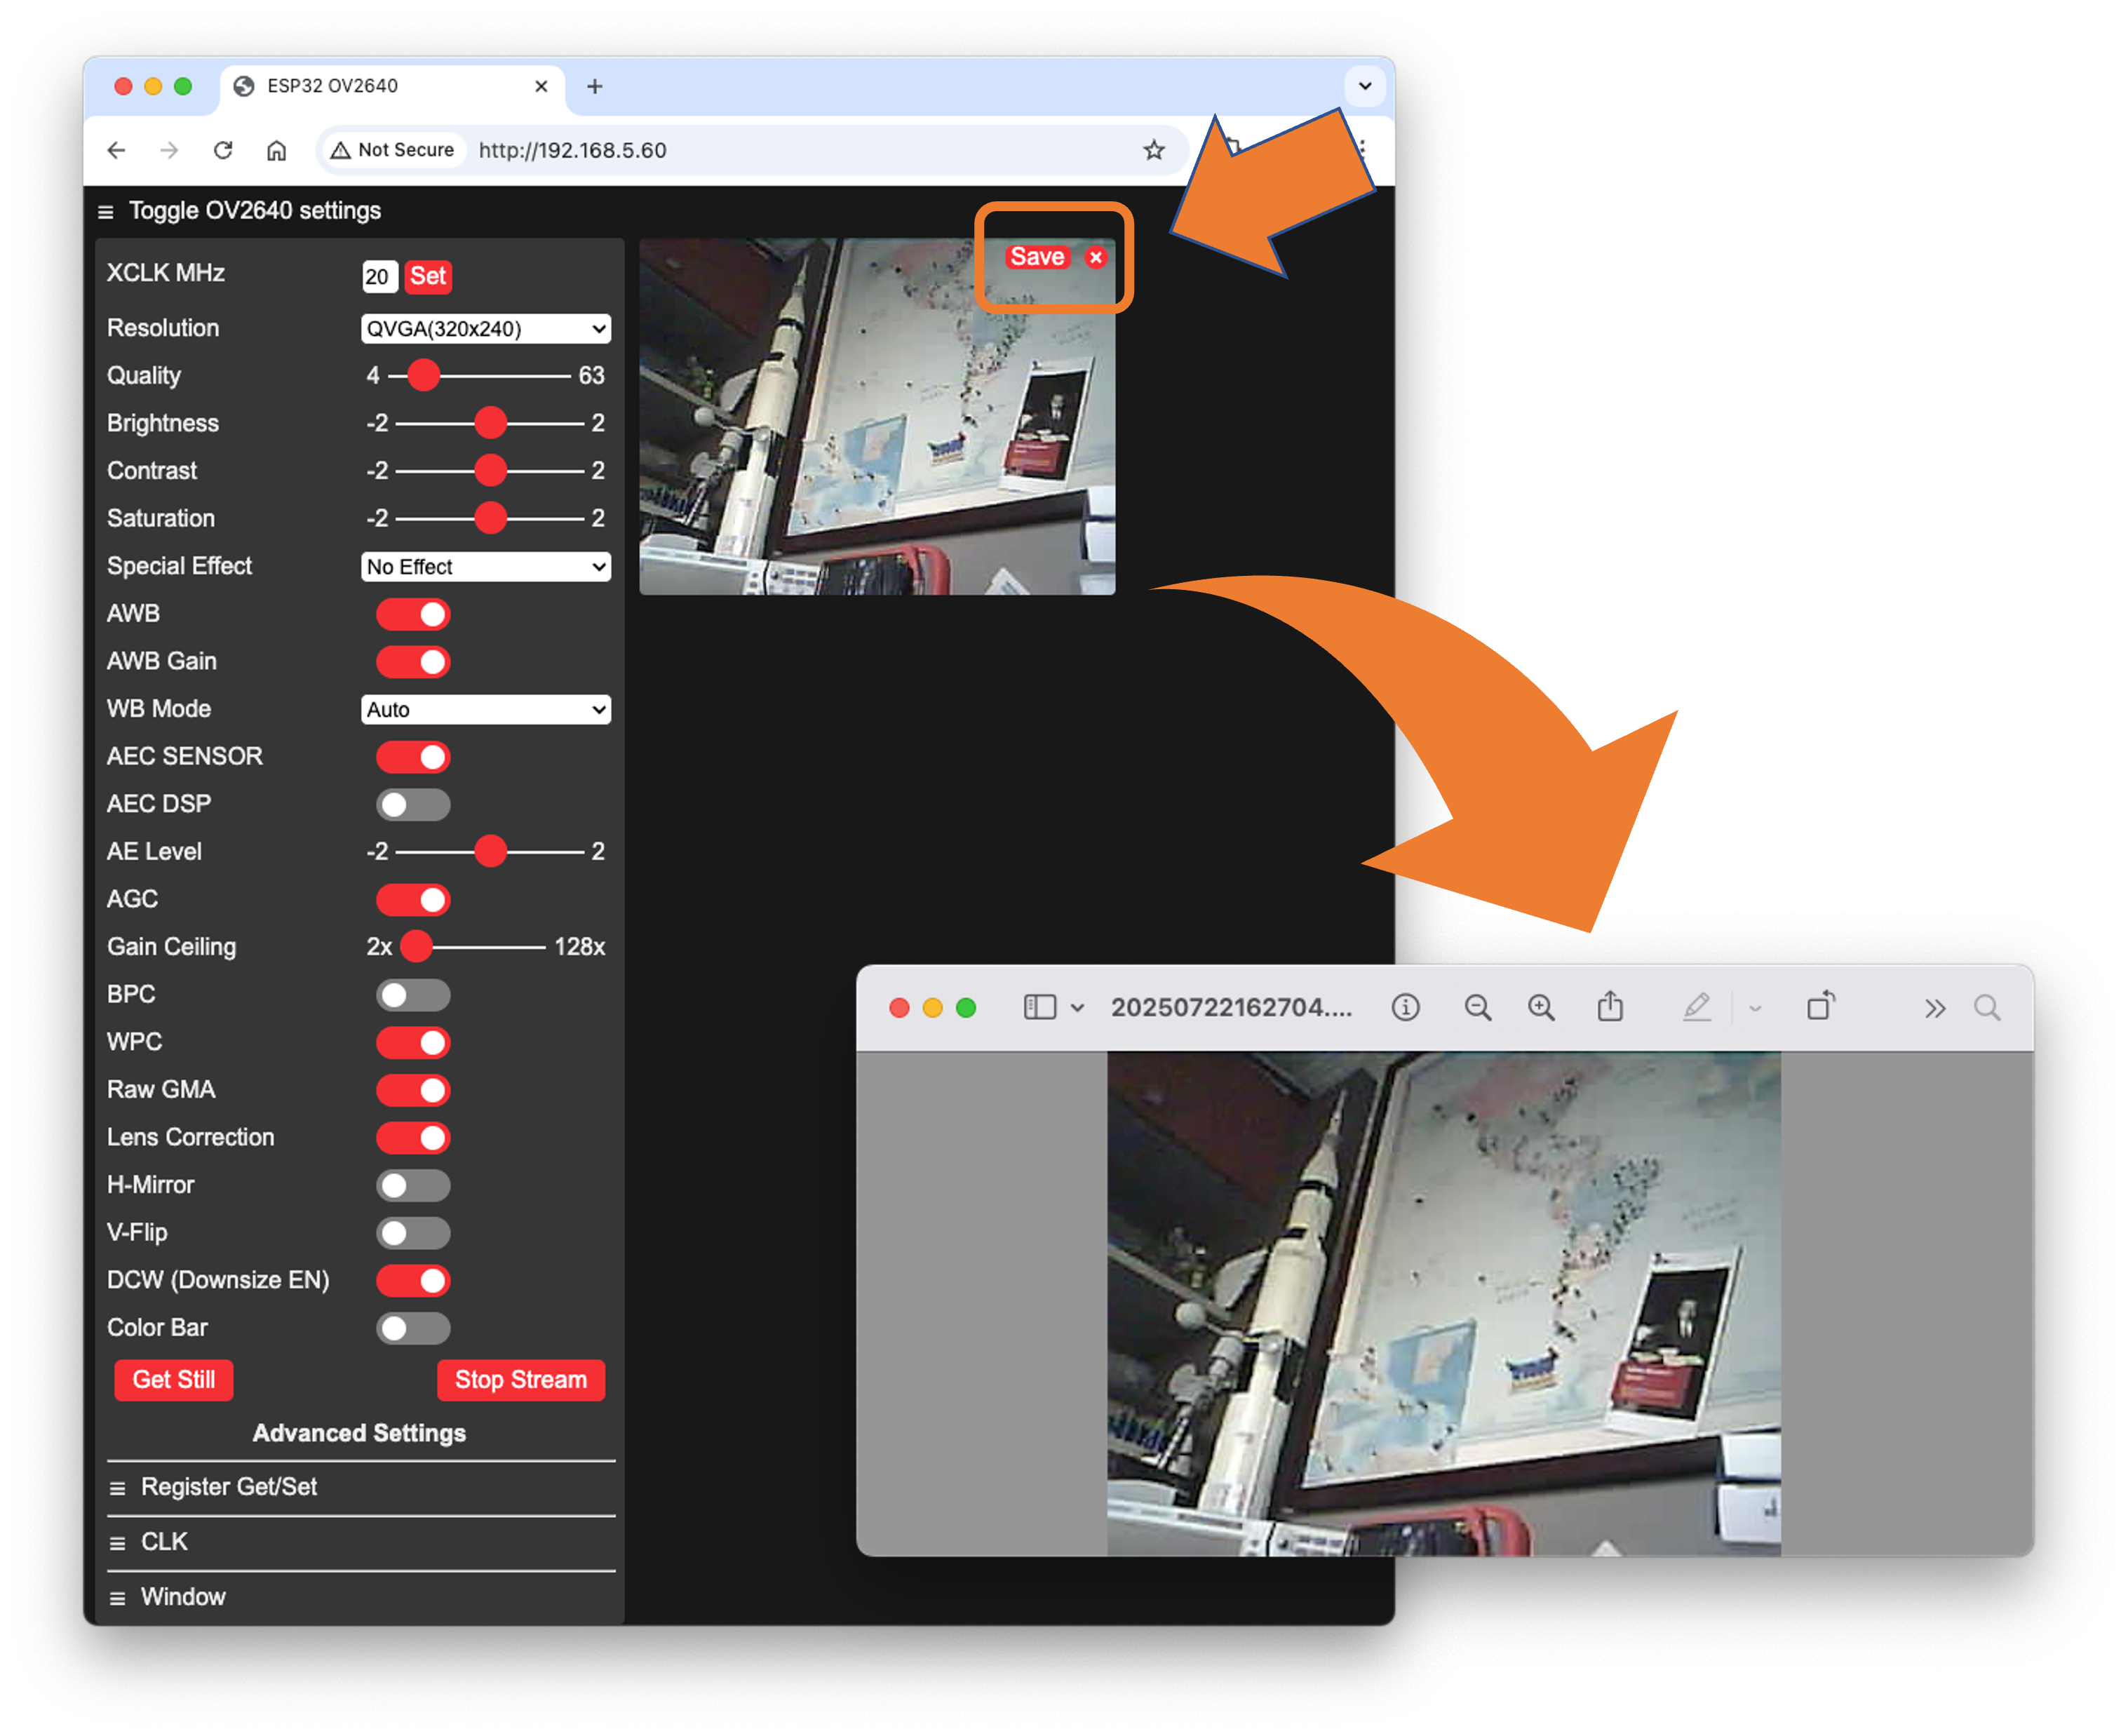 ESP32 OV2640
Not Secure http://192.168.5.60
Toggle OV2640 settings
XCLK MHz 20 Set
Save
Resolution QVGA(320x240)
Quality 4 63
Brightness -2 2
Contrast -2 2
Saturation -2 2
Special Effect No Effect
AWB
AWB Gain
WB Mode Auto
AEC SENSOR
AEC DSP
AE Level -2 2
AGC
Gain Ceiling 2x 128x
BPC
WPC
Raw GMA
Lens Correction
H-Mirror
V-Flip
DCW (Downsize EN)
Color Bar
Get Still Stop Stream
Advanced Settings
Register Get/Set
CLK
Window
20250722162704....